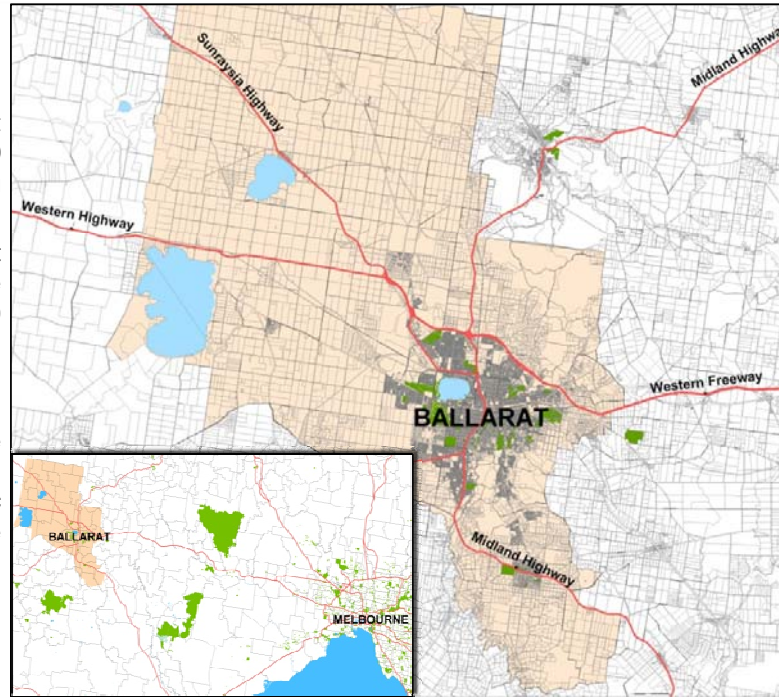 Sunraysia Highway
Midland Highway
Western Highway
Western Freeway
BALLARAT
Midland Highway
BALLARAT
MELBOURNE